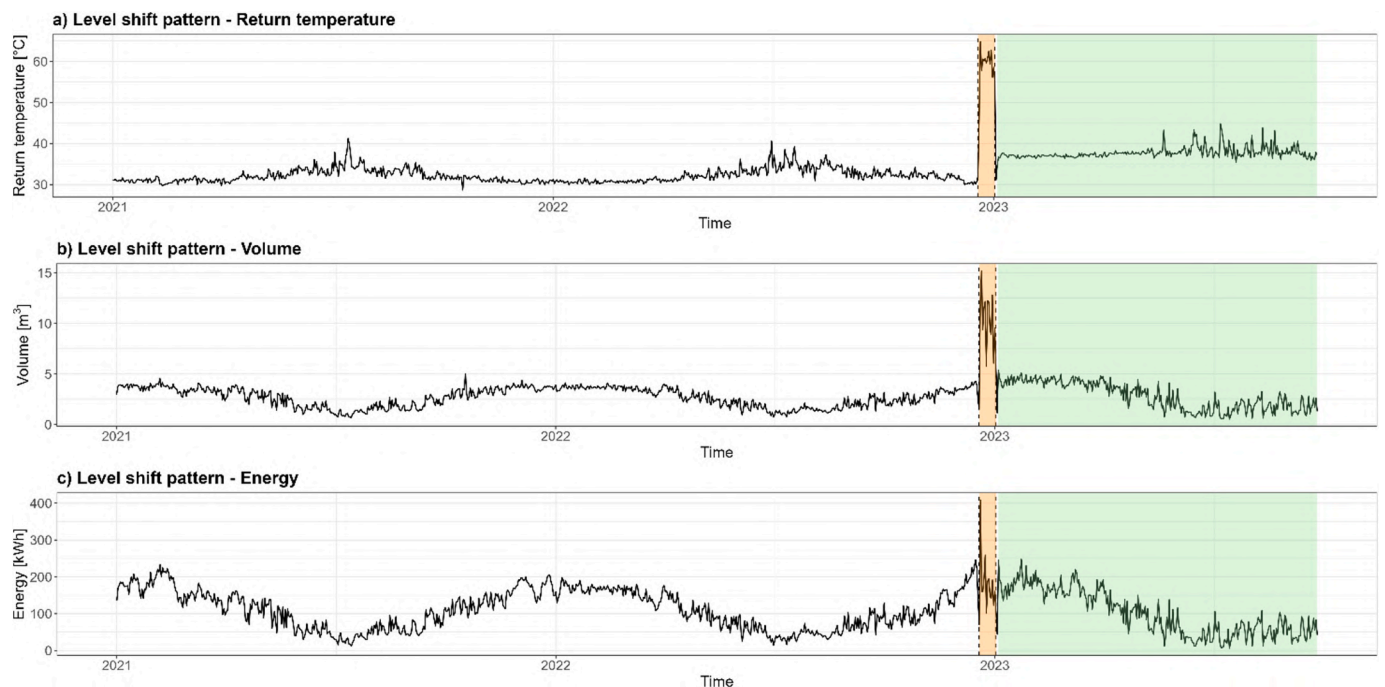 a) Level shift pattern - Return temperature
Return temperature [°C]
60
50
40
30
2021
2022
2023
Time
b) Level shift pattern - Volume
Volume [m³]
15
10
5
0
2021
2022
2023
Time
c) Level shift pattern - Energy
Energy [kWh]
400
300
200
100
0
2021
2022
2023
Time